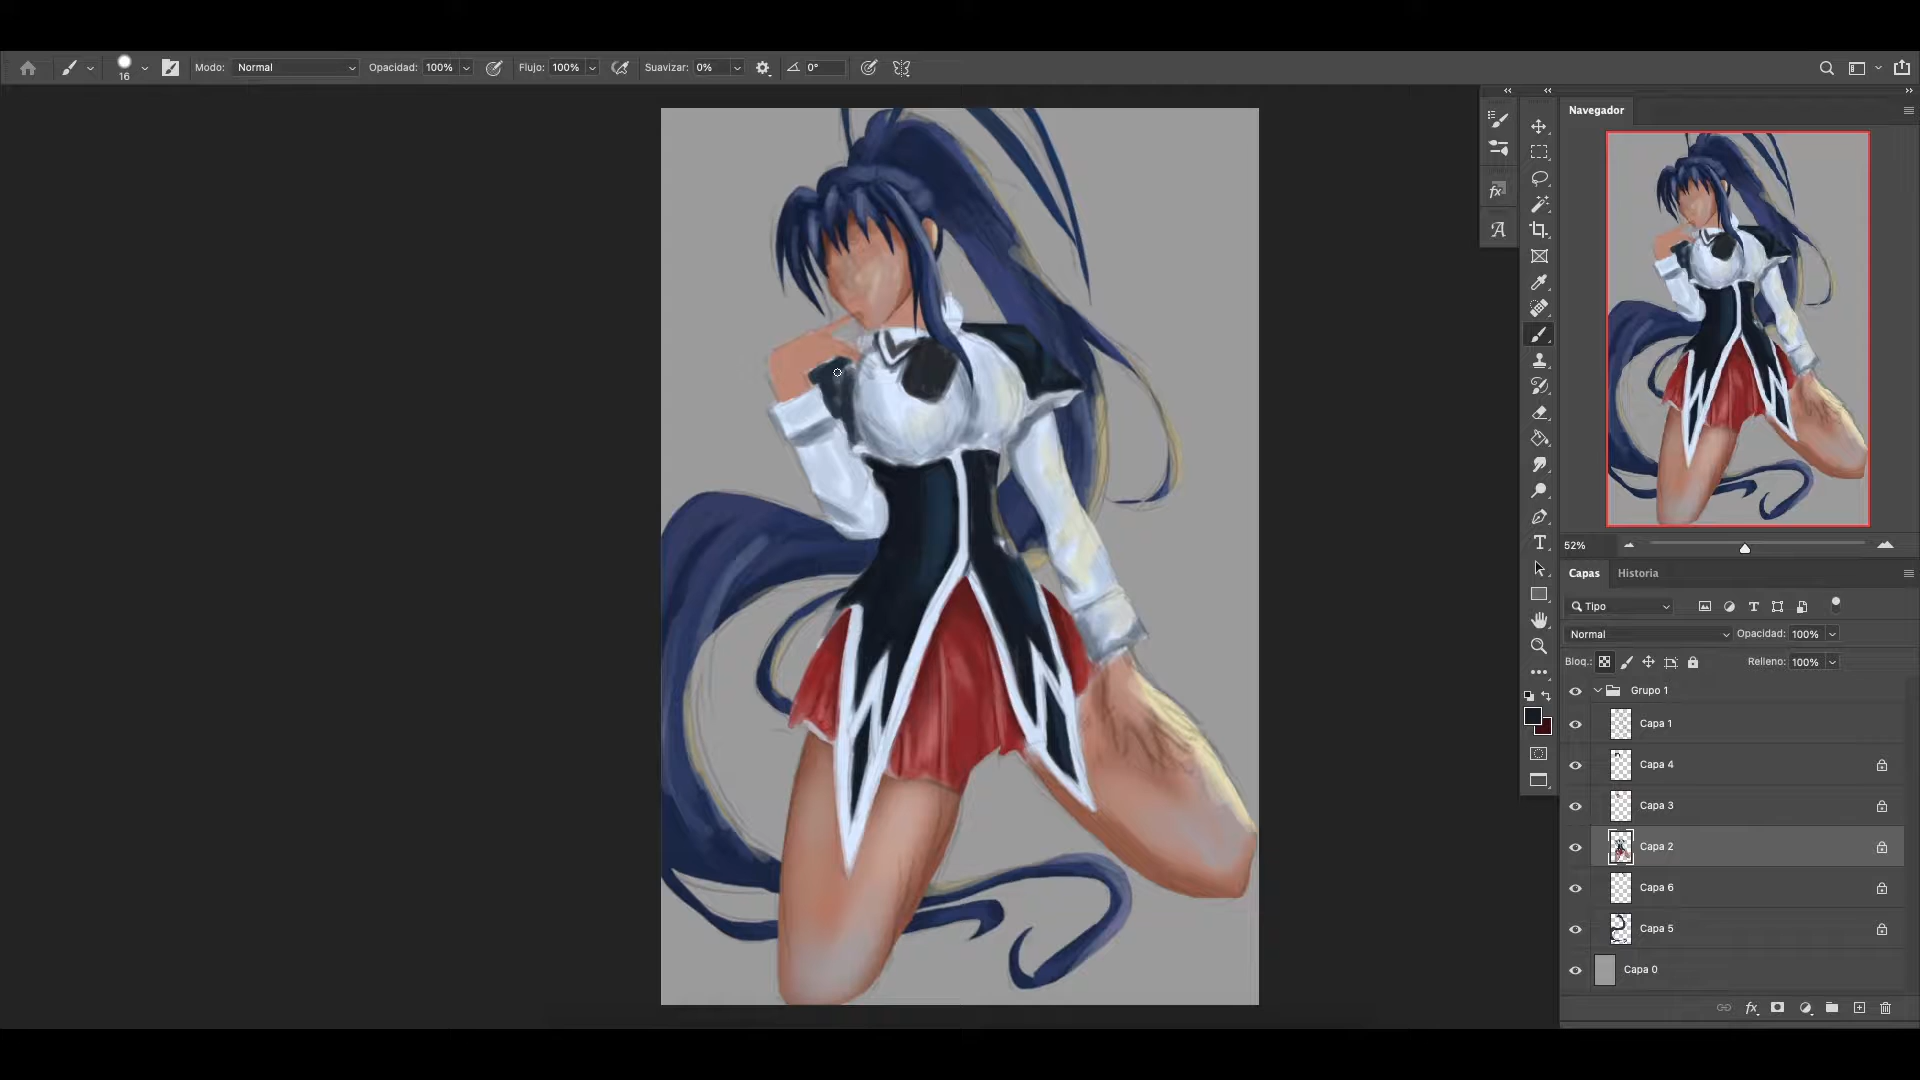 Modo: Normal Opacidad: 100% Flujo: 100% Suavizar: 0% 0°
16
Navegador
52%
Capas Historia
Tipo
Normal Opacidad: 100%
Bloq.: Relleno: 100%
Grupo 1
Capa 1
Capa 4
Capa 3
Capa 2
Capa 6
Capa 5
Capa 0